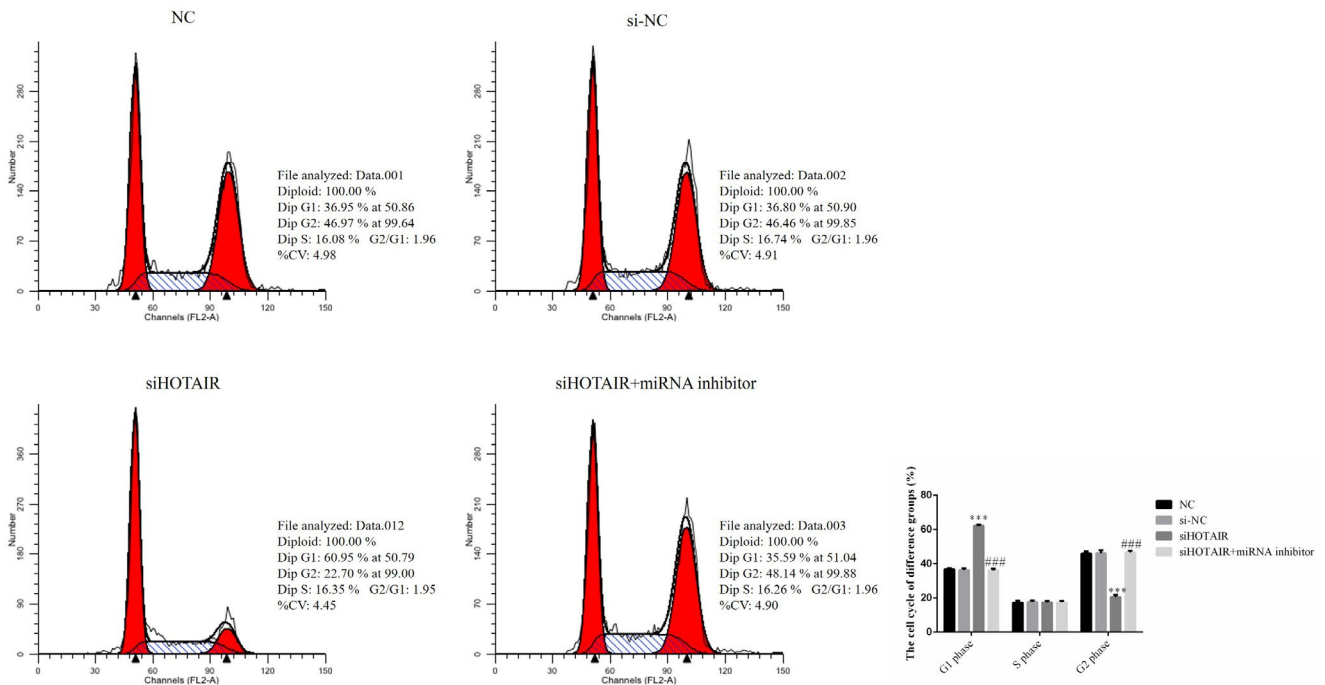 NC
280
210
140
70
0
Number
0 30 60 90 120 150
Channels (FL2-A)
File analyzed: Data.001
Diploid: 100.00 %
Dip G1: 36.95 % at 50.86
Dip G2: 46.97 % at 99.64
Dip S: 16.08 % G2/G1: 1.96
%CV: 4.98
si-NC
280
210
140
70
0
Number
0 30 60 90 120 150
Channels (FL2-A)
File analyzed: Data.002
Diploid: 100.00 %
Dip G1: 36.80 % at 50.90
Dip G2: 46.46 % at 99.85
Dip S: 16.74 % G2/G1: 1.96
%CV: 4.91
siHOTAIR
360
270
180
90
0
Number
0 30 60 90 120 150
Channels (FL2-A)
File analyzed: Data.012
Diploid: 100.00 %
Dip G1: 60.95 % at 50.79
Dip G2: 22.70 % at 99.00
Dip S: 16.35 % G2/G1: 1.95
%CV: 4.45
siHOTAIR+miRNA inhibitor
280
210
140
70
0
Number
0 30 60 90 120 150
Channels (FL2-A)
File analyzed: Data.003
Diploid: 100.00 %
Dip G1: 35.59 % at 51.04
Dip G2: 48.14 % at 99.88
Dip S: 16.26 % G2/G1: 1.96
%CV: 4.90
The cell cycle of difference groups (%)
80
60
40
20
0
***
###
***
###
G1 phase
S phase
G2 phase
NC
si-NC
siHOTAIR
siHOTAIR+miRNA inhibitor